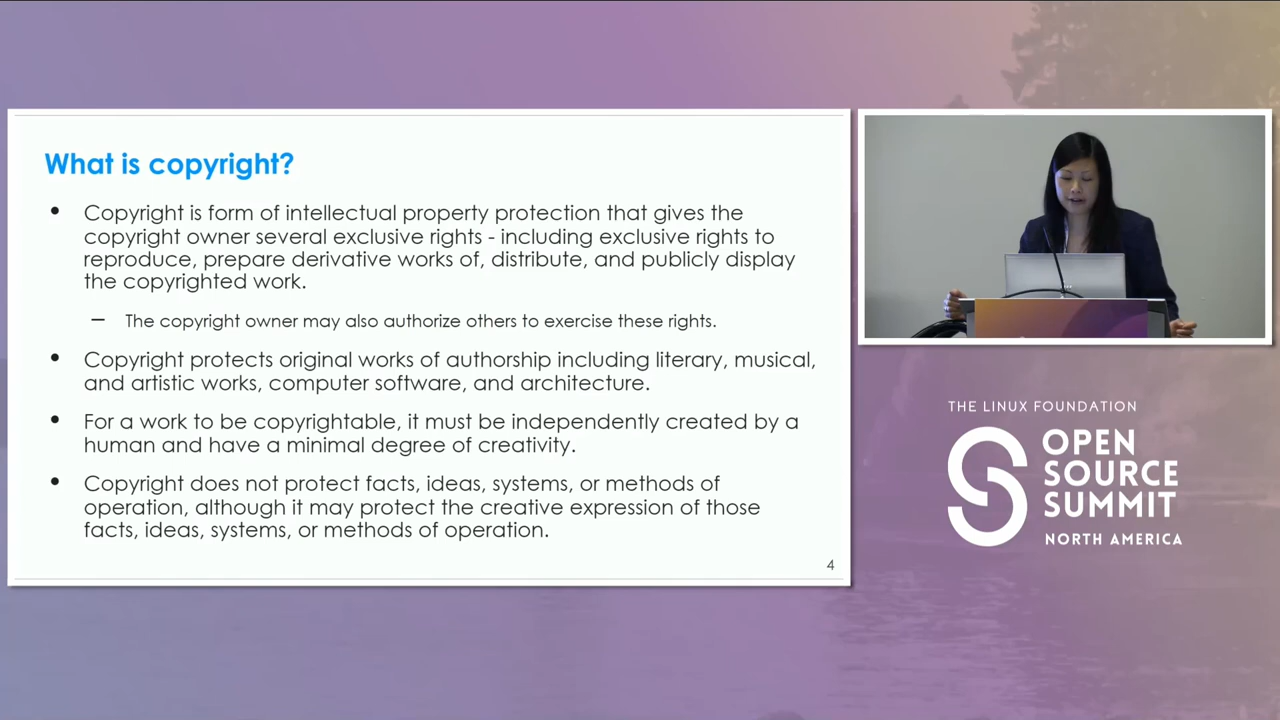 What is copyright?
• Copyright is form of intellectual property protection that gives the
copyright owner several exclusive rights - including exclusive rights to
reproduce, prepare derivative works of, distribute, and publicly display
the copyrighted work.
– The copyright owner may also authorize others to exercise these rights.
• Copyright protects original works of authorship including literary, musical,
and artistic works, computer software, and architecture.
• For a work to be copyrightable, it must be independently created by a
human and have a minimal degree of creativity.
• Copyright does not protect facts, ideas, systems, or methods of
operation, although it may protect the creative expression of those
facts, ideas, systems, or methods of operation.
4
THE LINUX FOUNDATION
OPEN
SOURCE
SUMMIT
NORTH AMERICA